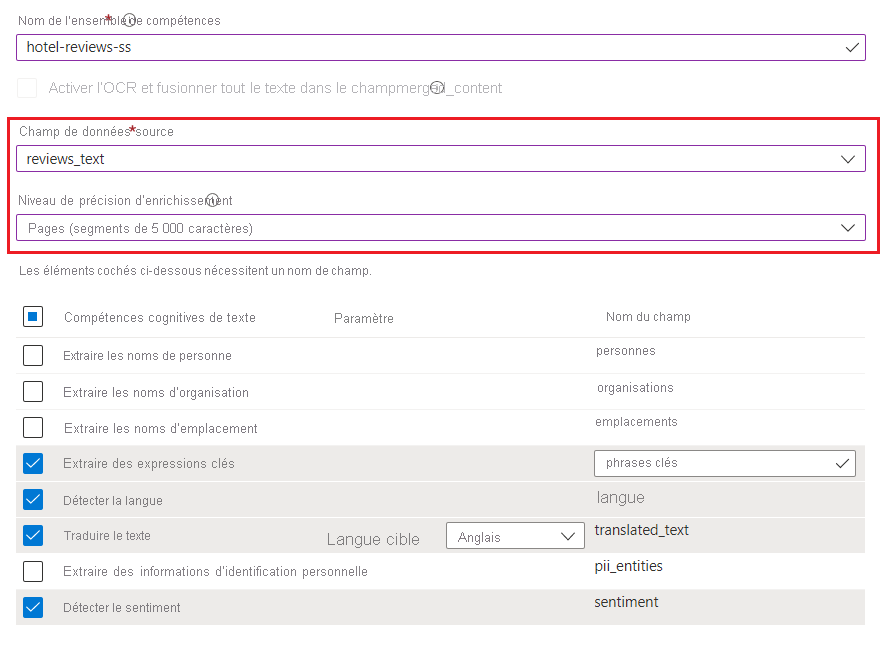 Nom de l'ensemble de compétences
hotel-reviews-ss
Activer l'OCR et fusionner tout le texte dans le champmerged_content
Champ de données*source
reviews_text
Niveau de précision d'enrichissement
Pages (segments de 5 000 caractères)
Les éléments cochés ci-dessous nécessitent un nom de champ.
Compétences cognitives de texte Paramètre Nom du champ
Extraire les noms de personne personnes
Extraire les noms d'organisation organisations
Extraire les noms d'emplacement emplacements
Extraire des expressions clés phrases clés
Détecter la langue langue
Traduire le texte Langue cible Anglais translated_text
Extraire des informations d'identification personnelle pii_entities
Détecter le sentiment sentiment